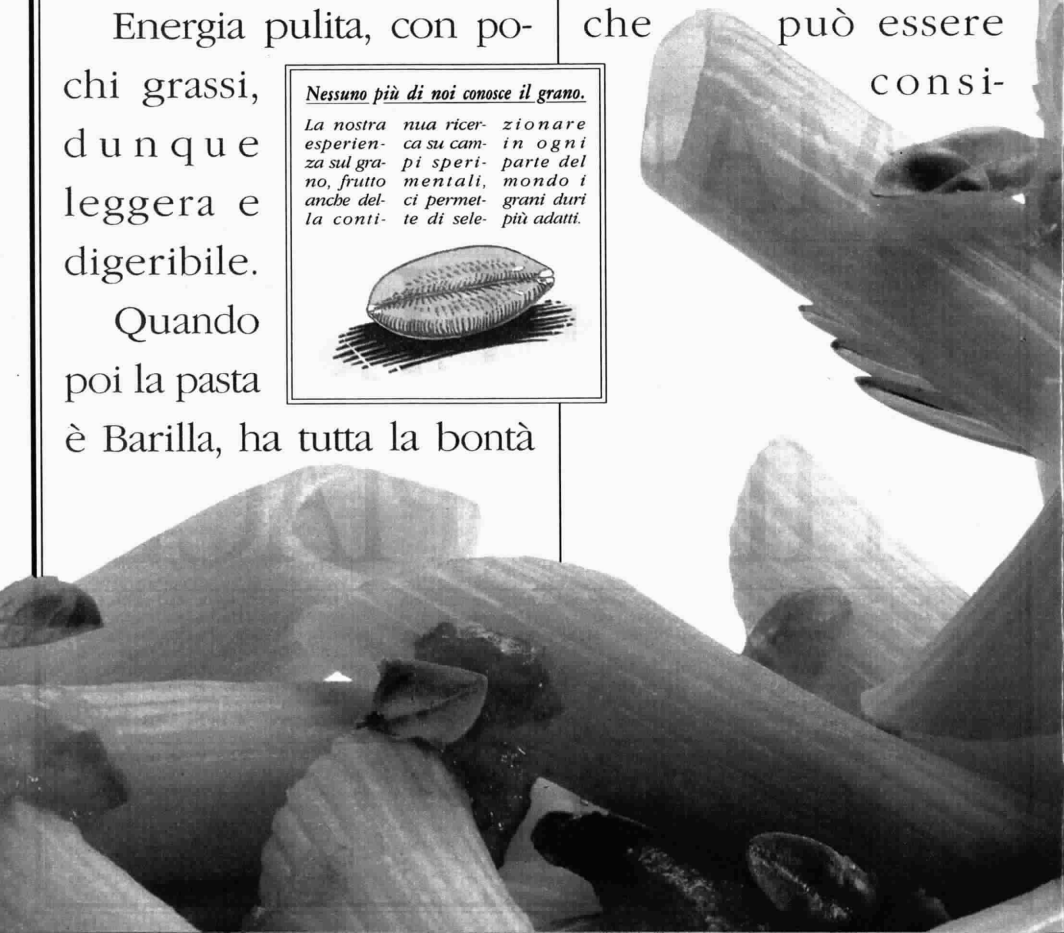 Energia pulita, con po-
chi grassi,
dunque
leggera e
digeribile.
Quando
poi la pasta
è Barilla, ha tutta la bontà
Nessuno più di noi conosce il grano.
La nostra
esperien-
za sul gra-
no, frutto
anche del-
la conti-
nua ricer-
ca su cam-
pi speri-
mentali,
ci permet-
te di sele-
zionare
in ogni
parte del
mondo i
grani duri
più adatti.
che può essere
consi-